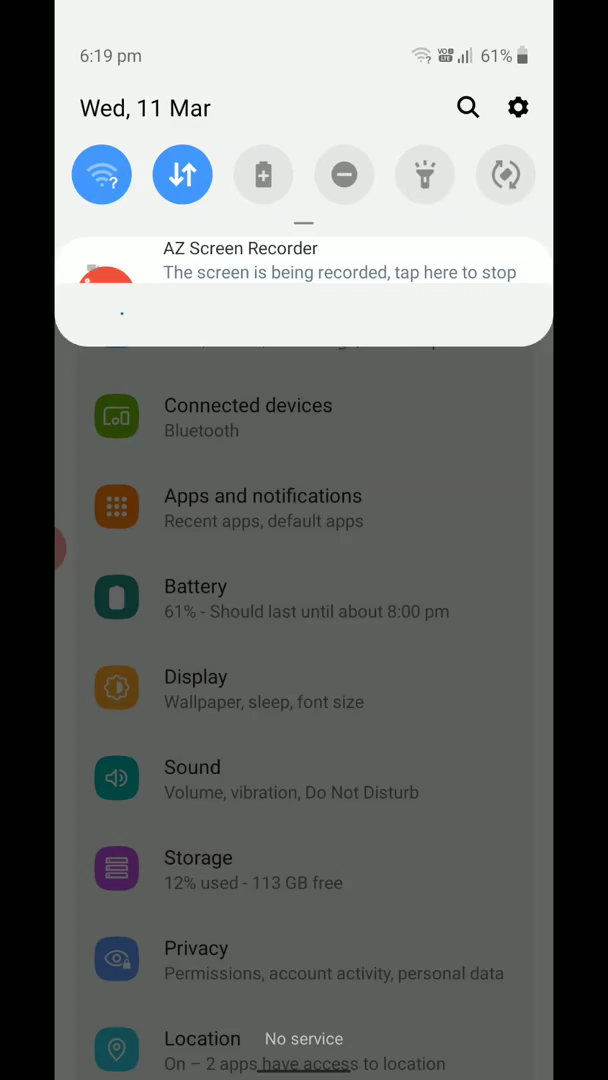 6:19 pm
VO LTE 61%
Wed, 11 Mar
AZ Screen Recorder
The screen is being recorded, tap here to stop
Connected devices
Bluetooth
Apps and notifications
Recent apps, default apps
Battery
61% - Should last until about 8:00 pm
Display
Wallpaper, sleep, font size
Sound
Volume, vibration, Do Not Disturb
Storage
12% used - 113 GB free
Privacy
Permissions, account activity, personal data
Location
No service
On – 2 apps have access to location